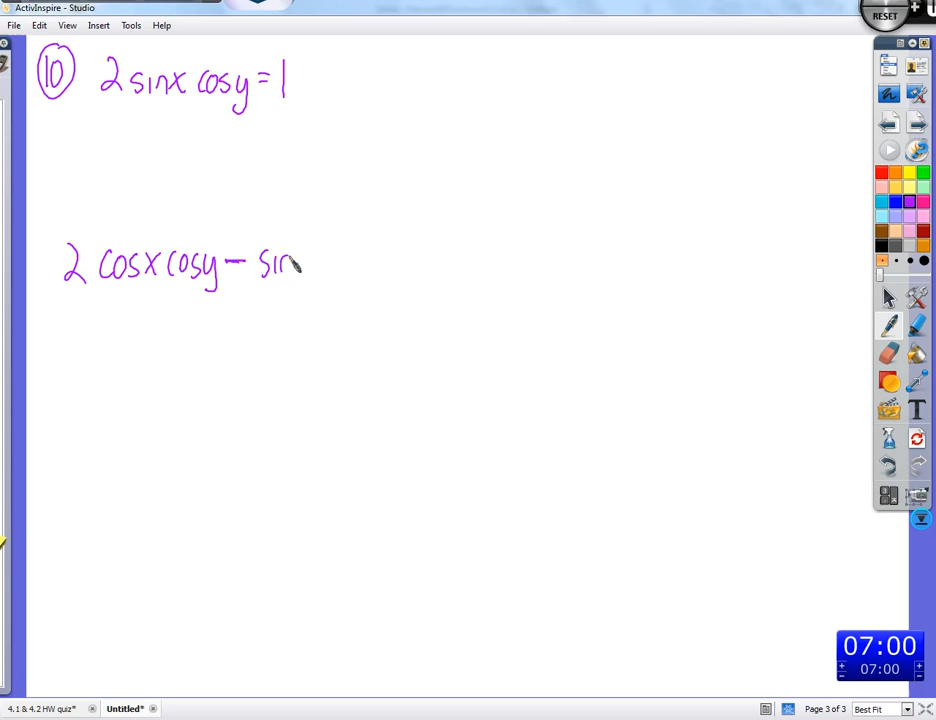 ActivInspire - Studio
RESET
File Edit View Insert Tools Help
10 2 sinx cosy = 1
2 cosx cosy - sin
07:00
07:00
4.1 & 4.2 HW quiz* Untitled* Page 3 of 3 Best Fit